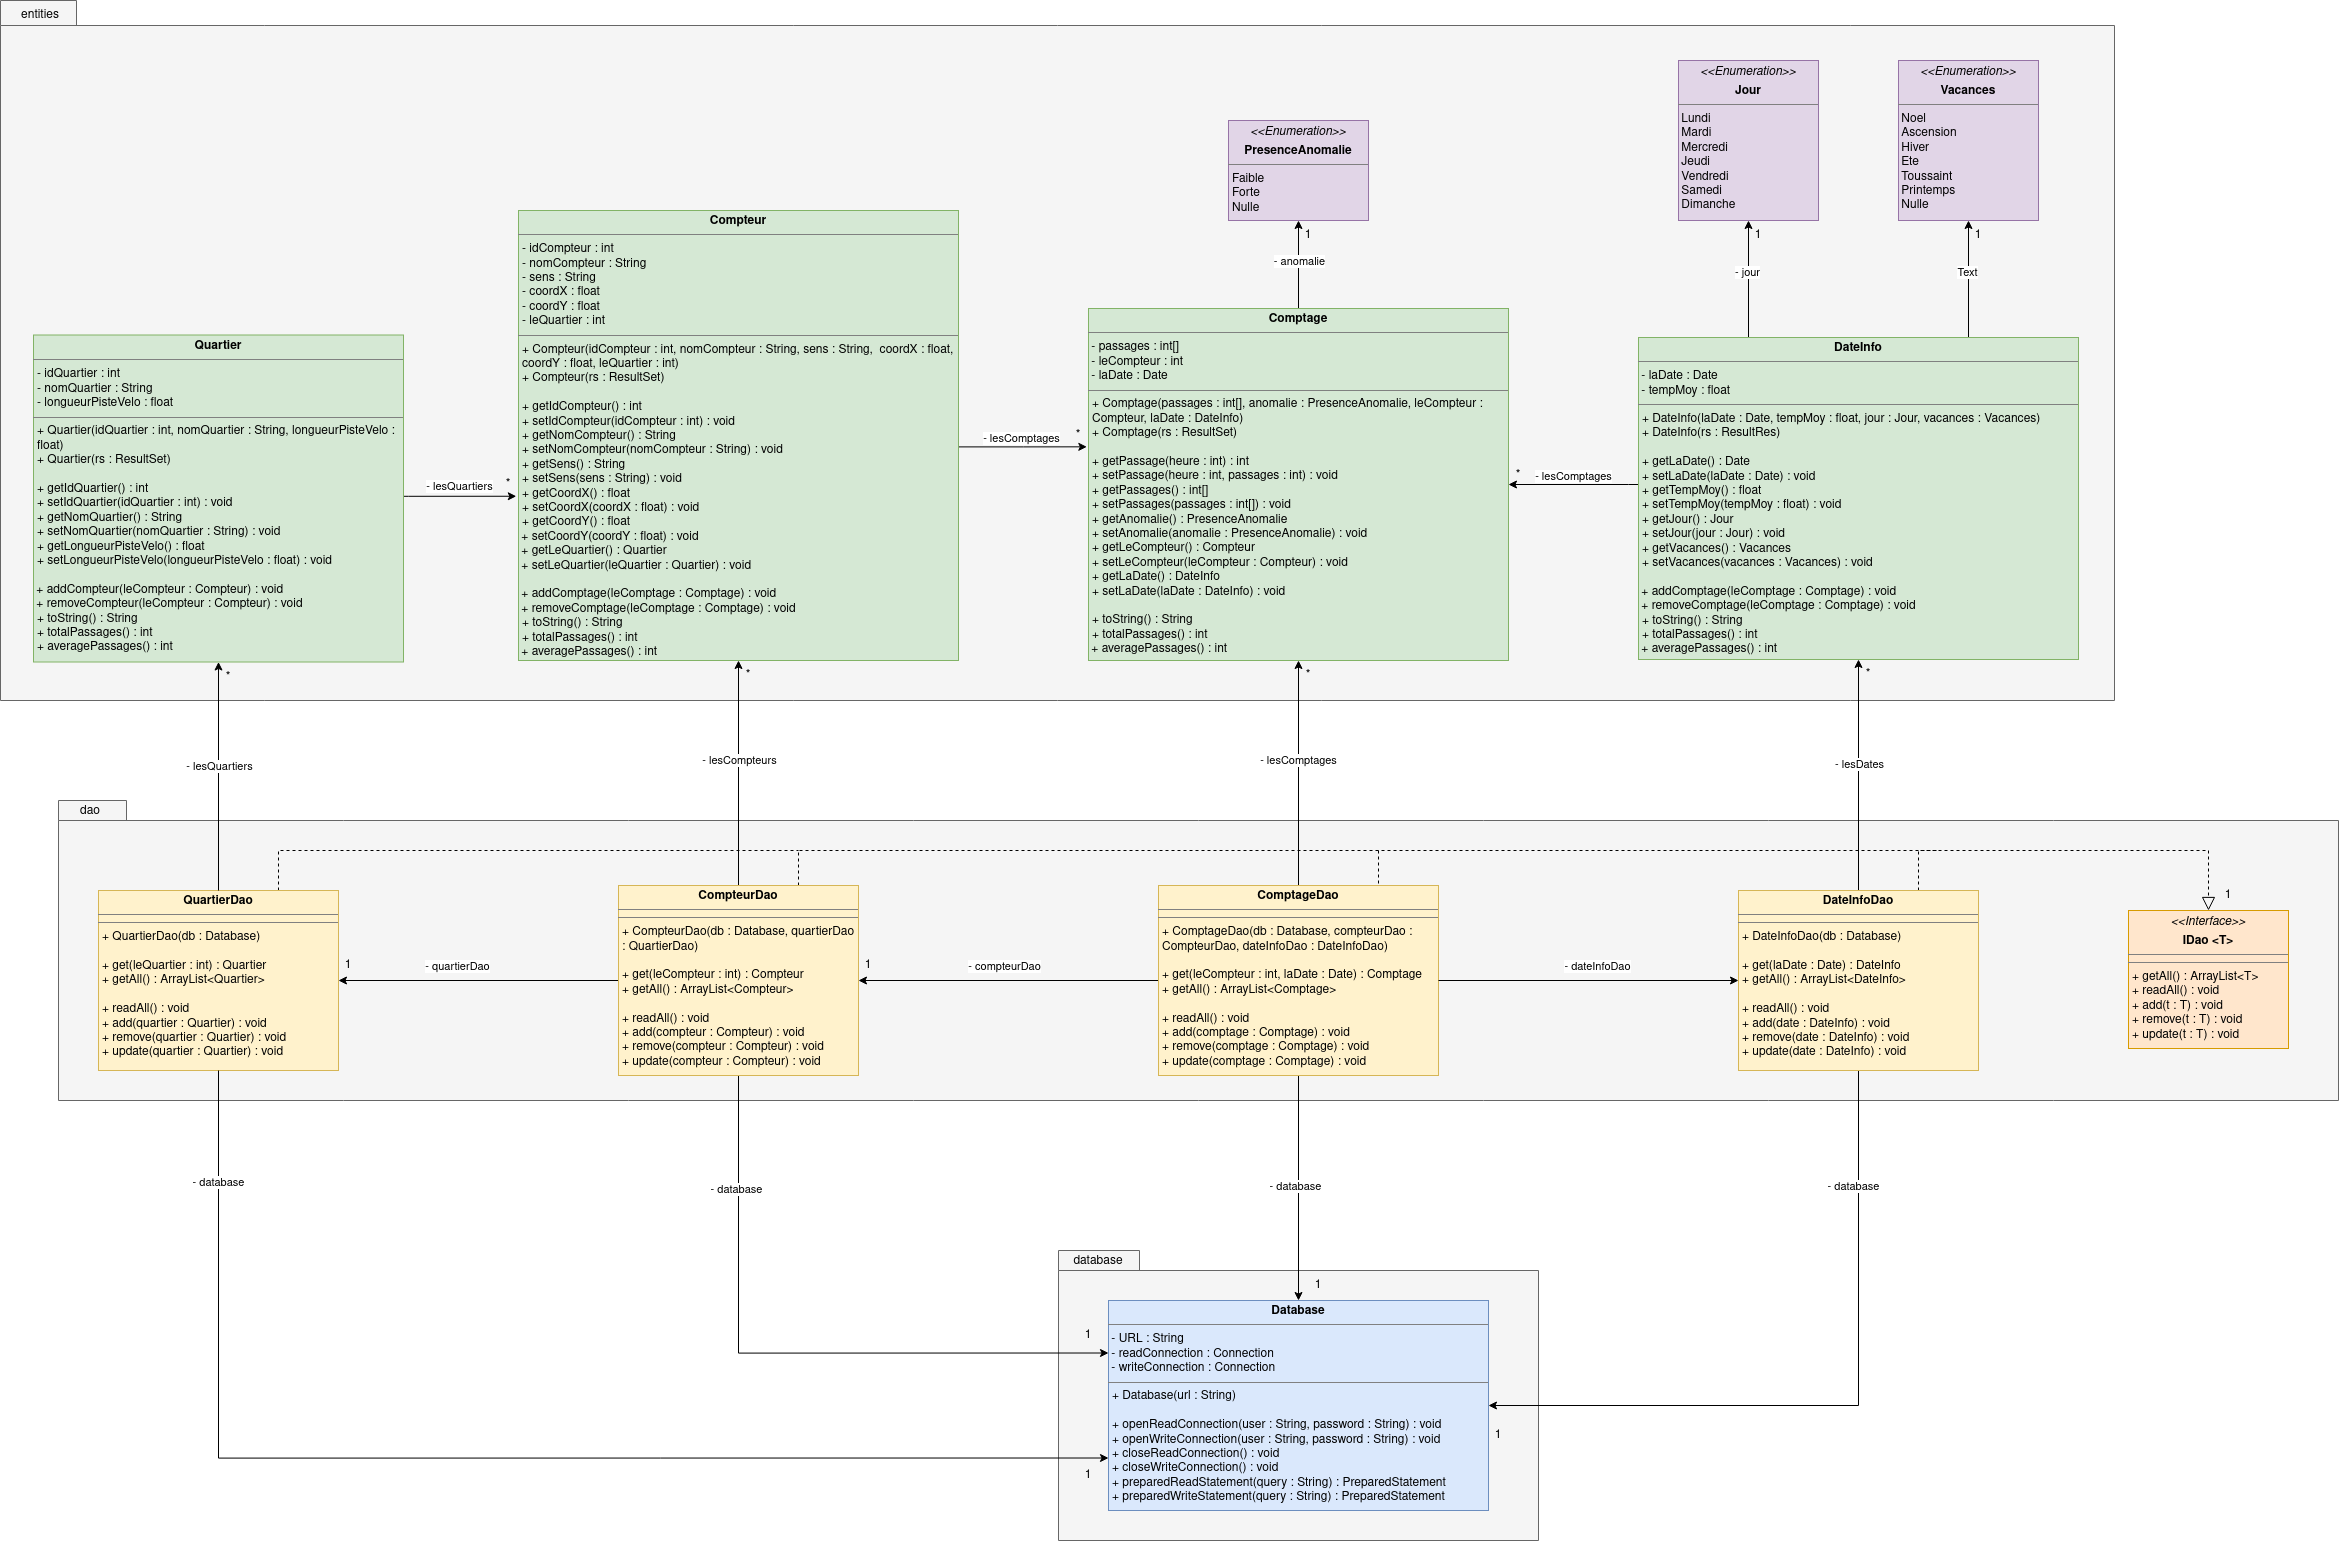 entities
<<Enumeration>>
Jour
Lundi
Mardi
Mercredi
Jeudi
Vendredi
Samedi
Dimanche
<<Enumeration>>
Vacances
Noel
Ascension
Hiver
Ete
Toussaint
Printemps
Nulle
<<Enumeration>>
PresenceAnomalie
Faible
Forte
Nulle
1
- anomalie
1
- jour
1
Text
Quartier
- idQuartier : int
- nomQuartier : String
- longueurPisteVelo : float
+ Quartier(idQuartier : int, nomQuartier : String, longueurPisteVelo :
float)
+ Quartier(rs : ResultSet)
+ getIdQuartier() : int
+ setIdQuartier(idQuartier : int) : void
+ getNomQuartier() : String
+ setNomQuartier(nomQuartier : String) : void
+ getLongueurPisteVelo() : float
+ setLongueurPisteVelo(longueurPisteVelo : float) : void
+ addCompteur(leCompteur : Compteur) : void
+ removeCompteur(leCompteur : Compteur) : void
+ toString() : String
+ totalPassages() : int
+ averagePassages() : int
- lesQuartiers
*
Compteur
- idCompteur : int
- nomCompteur : String
- sens : String
- coordX : float
- coordY : float
- leQuartier : int
+ Compteur(idCompteur : int, nomCompteur : String, sens : String,  coordX : float,
coordY : float, leQuartier : int)
+ Compteur(rs : ResultSet)
+ getIdCompteur() : int
+ setIdCompteur(idCompteur : int) : void
+ getNomCompteur() : String
+ setNomCompteur(nomCompteur : String) : void
+ getSens() : String
+ setSens(sens : String) : void
+ getCoordX() : float
+ setCoordX(coordX : float) : void
+ getCoordY() : float
+ setCoordY(coordY : float) : void
+ getLeQuartier() : Quartier
+ setLeQuartier(leQuartier : Quartier) : void
+ addComptage(leComptage : Comptage) : void
+ removeComptage(leComptage : Comptage) : void
+ toString() : String
+ totalPassages() : int
+ averagePassages() : int
- lesComptages
*
Comptage
- passages : int[]
- leCompteur : int
- laDate : Date
+ Comptage(passages : int[], anomalie : PresenceAnomalie, leCompteur :
Compteur, laDate : DateInfo)
+ Comptage(rs : ResultSet)
+ getPassage(heure : int) : int
+ setPassage(heure : int, passages : int) : void
+ getPassages() : int[]
+ setPassages(passages : int[]) : void
+ getAnomalie() : PresenceAnomalie
+ setAnomalie(anomalie : PresenceAnomalie) : void
+ getLeCompteur() : Compteur
+ setLeCompteur(leCompteur : Compteur) : void
+ getLaDate() : DateInfo
+ setLaDate(laDate : DateInfo) : void
+ toString() : String
+ totalPassages() : int
+ averagePassages() : int
*
- lesComptages
DateInfo
- laDate : Date
- tempMoy : float
+ DateInfo(laDate : Date, tempMoy : float, jour : Jour, vacances : Vacances)
+ DateInfo(rs : ResultRes)
+ getLaDate() : Date
+ setLaDate(laDate : Date) : void
+ getTempMoy() : float
+ setTempMoy(tempMoy : float) : void
+ getJour() : Jour
+ setJour(jour : Jour) : void
+ getVacances() : Vacances
+ setVacances(vacances : Vacances) : void
+ addComptage(leComptage : Comptage) : void
+ removeComptage(leComptage : Comptage) : void
+ toString() : String
+ totalPassages() : int
+ averagePassages() : int
*
- lesQuartiers
*
- lesCompteurs
*
- lesComptages
*
- lesDates
dao
QuartierDao
+ QuartierDao(db : Database)
+ get(leQuartier : int) : Quartier
+ getAll() : ArrayList<Quartier>
+ readAll() : void
+ add(quartier : Quartier) : void
+ remove(quartier : Quartier) : void
+ update(quartier : Quartier) : void
1
- quartierDao
CompteurDao
+ CompteurDao(db : Database, quartierDao
: QuartierDao)
+ get(leCompteur : int) : Compteur
+ getAll() : ArrayList<Compteur>
+ readAll() : void
+ add(compteur : Compteur) : void
+ remove(compteur : Compteur) : void
+ update(compteur : Compteur) : void
1
- compteurDao
ComptageDao
+ ComptageDao(db : Database, compteurDao :
CompteurDao, dateInfoDao : DateInfoDao)
+ get(leCompteur : int, laDate : Date) : Comptage
+ getAll() : ArrayList<Comptage>
+ readAll() : void
+ add(comptage : Comptage) : void
+ remove(comptage : Comptage) : void
+ update(comptage : Comptage) : void
- dateInfoDao
DateInfoDao
+ DateInfoDao(db : Database)
+ get(laDate : Date) : DateInfo
+ getAll() : ArrayList<DateInfo>
+ readAll() : void
+ add(date : DateInfo) : void
+ remove(date : DateInfo) : void
+ update(date : DateInfo) : void
1
<<Interface>>
IDao <T>
+ getAll() : ArrayList<T>
+ readAll() : void
+ add(t : T) : void
+ remove(t : T) : void
+ update(t : T) : void
- database
- database
- database
- database
database
1
Database
- URL : String
- readConnection : Connection
- writeConnection : Connection
+ Database(url : String)
+ openReadConnection(user : String, password : String) : void
+ openWriteConnection(user : String, password : String) : void
+ closeReadConnection() : void
+ closeWriteConnection() : void
+ preparedReadStatement(query : String) : PreparedStatement
+ preparedWriteStatement(query : String) : PreparedStatement
1
1
1